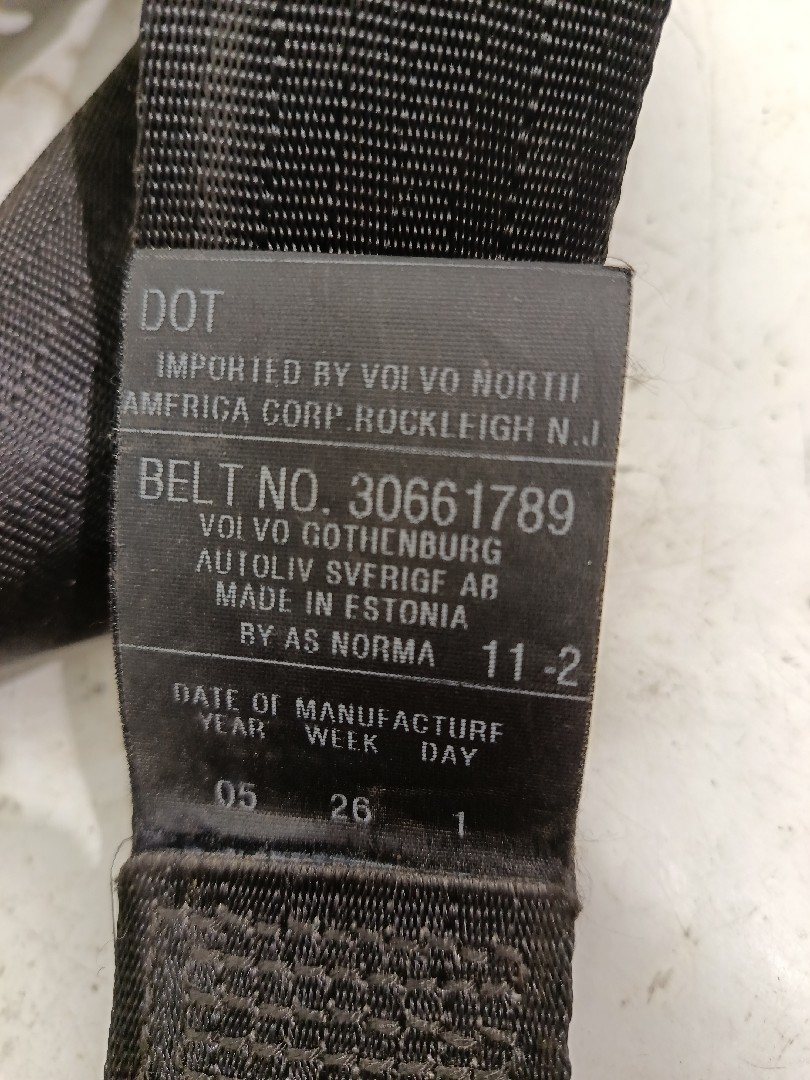 DOT
IMPORTED BY VOLVO NORTH
AMERICA CORP.ROCKLEIGH N.J
BELT NO. 30661789
VOLVO GOTHENBURG
AUTOLIV SVERIGE AB
MADE IN ESTONIA
BY AS NORMA 11-2
DATE OF MANUFACTURE
YEAR WEEK DAY
05 26 1